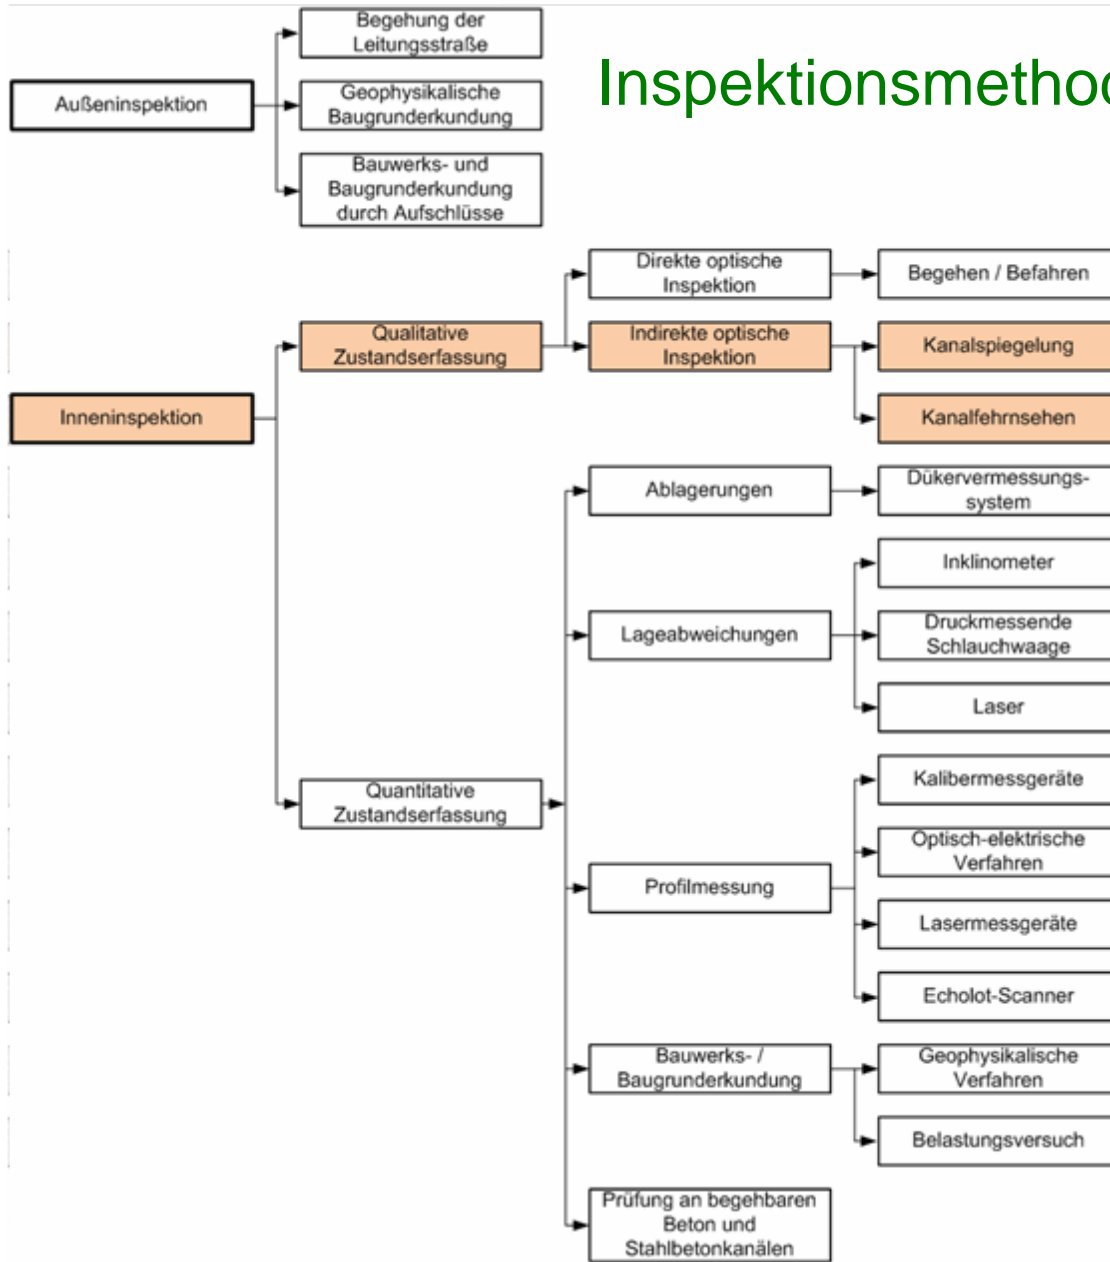 Begehung der
Leitungsstraße
Inspektionsmethod
Außeninspektion
Geophysikalische
Baugrunderkundung
Bauwerks- und
Baugrunderkundung
durch Aufschlüsse
Direkte optische
Inspektion
Begehen / Befahren
Qualitative
Zustandserfassung
Indirekte optische
Inspektion
Kanalspiegelung
Inneninspektion
Kanalfehrnsehen
Ablagerungen
Dükervermessungs-
system
Inklinometer
Lageabweichungen
Druckmessende
Schlauchwaage
Laser
Quantitative
Zustandserfassung
Kalibermessgeräte
Optisch-elektrische
Verfahren
Profilmessung
Lasermessgeräte
Echolot-Scanner
Bauwerks- /
Baugrunderkundung
Geophysikalische
Verfahren
Belastungsversuch
Prüfung an begehbaren
Beton und
Stahlbetonkanälen